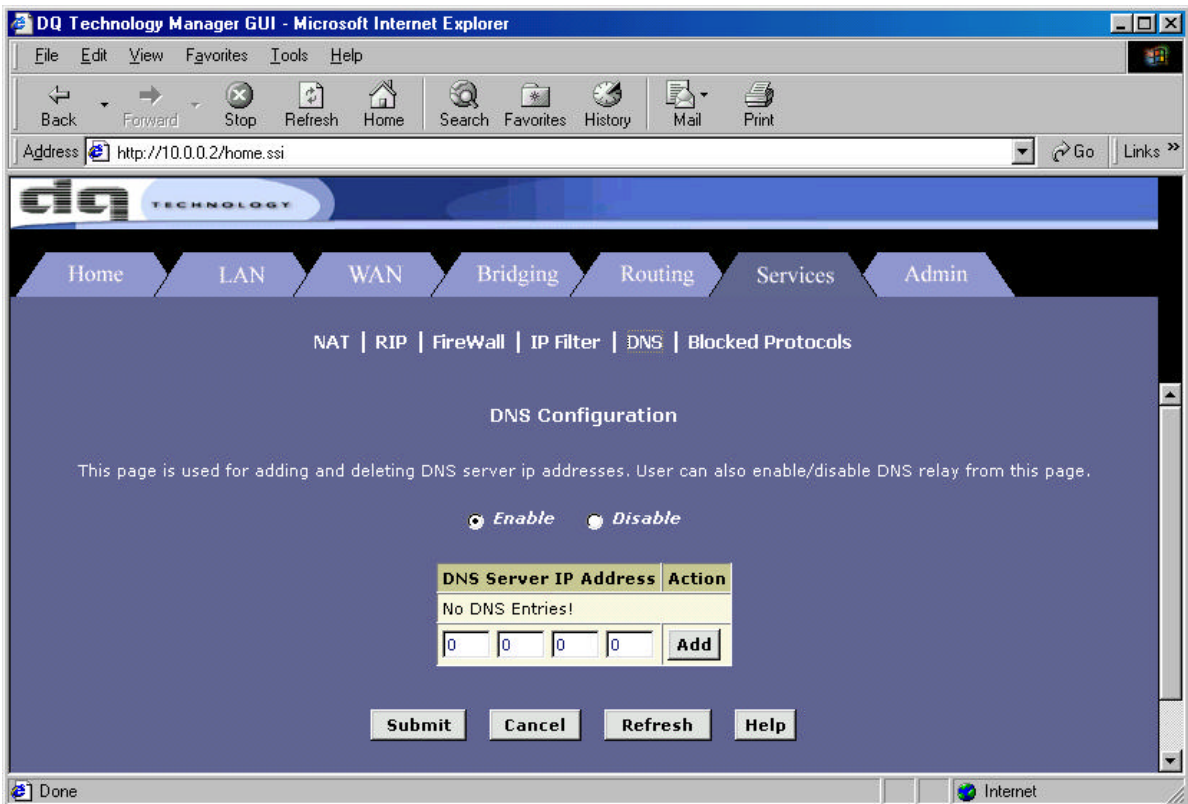 DQ Technology Manager GUI - Microsoft Internet Explorer
File Edit View Favorites Tools Help
Back Forward Stop Refresh Home Search Favorites History Mail Print
Address http://10.0.0.2/home.ssi Go Links »
dq TECHNOLOGY
Home LAN WAN Bridging Routing Services Admin
NAT | RIP | FireWall | IP Filter | DNS | Blocked Protocols
DNS Configuration
This page is used for adding and deleting DNS server ip addresses. User can also enable/disable DNS relay from this page.
Enable Disable
DNS Server IP Address Action
No DNS Entries!
0 0 0 0 Add
Submit Cancel Refresh Help
Done Internet